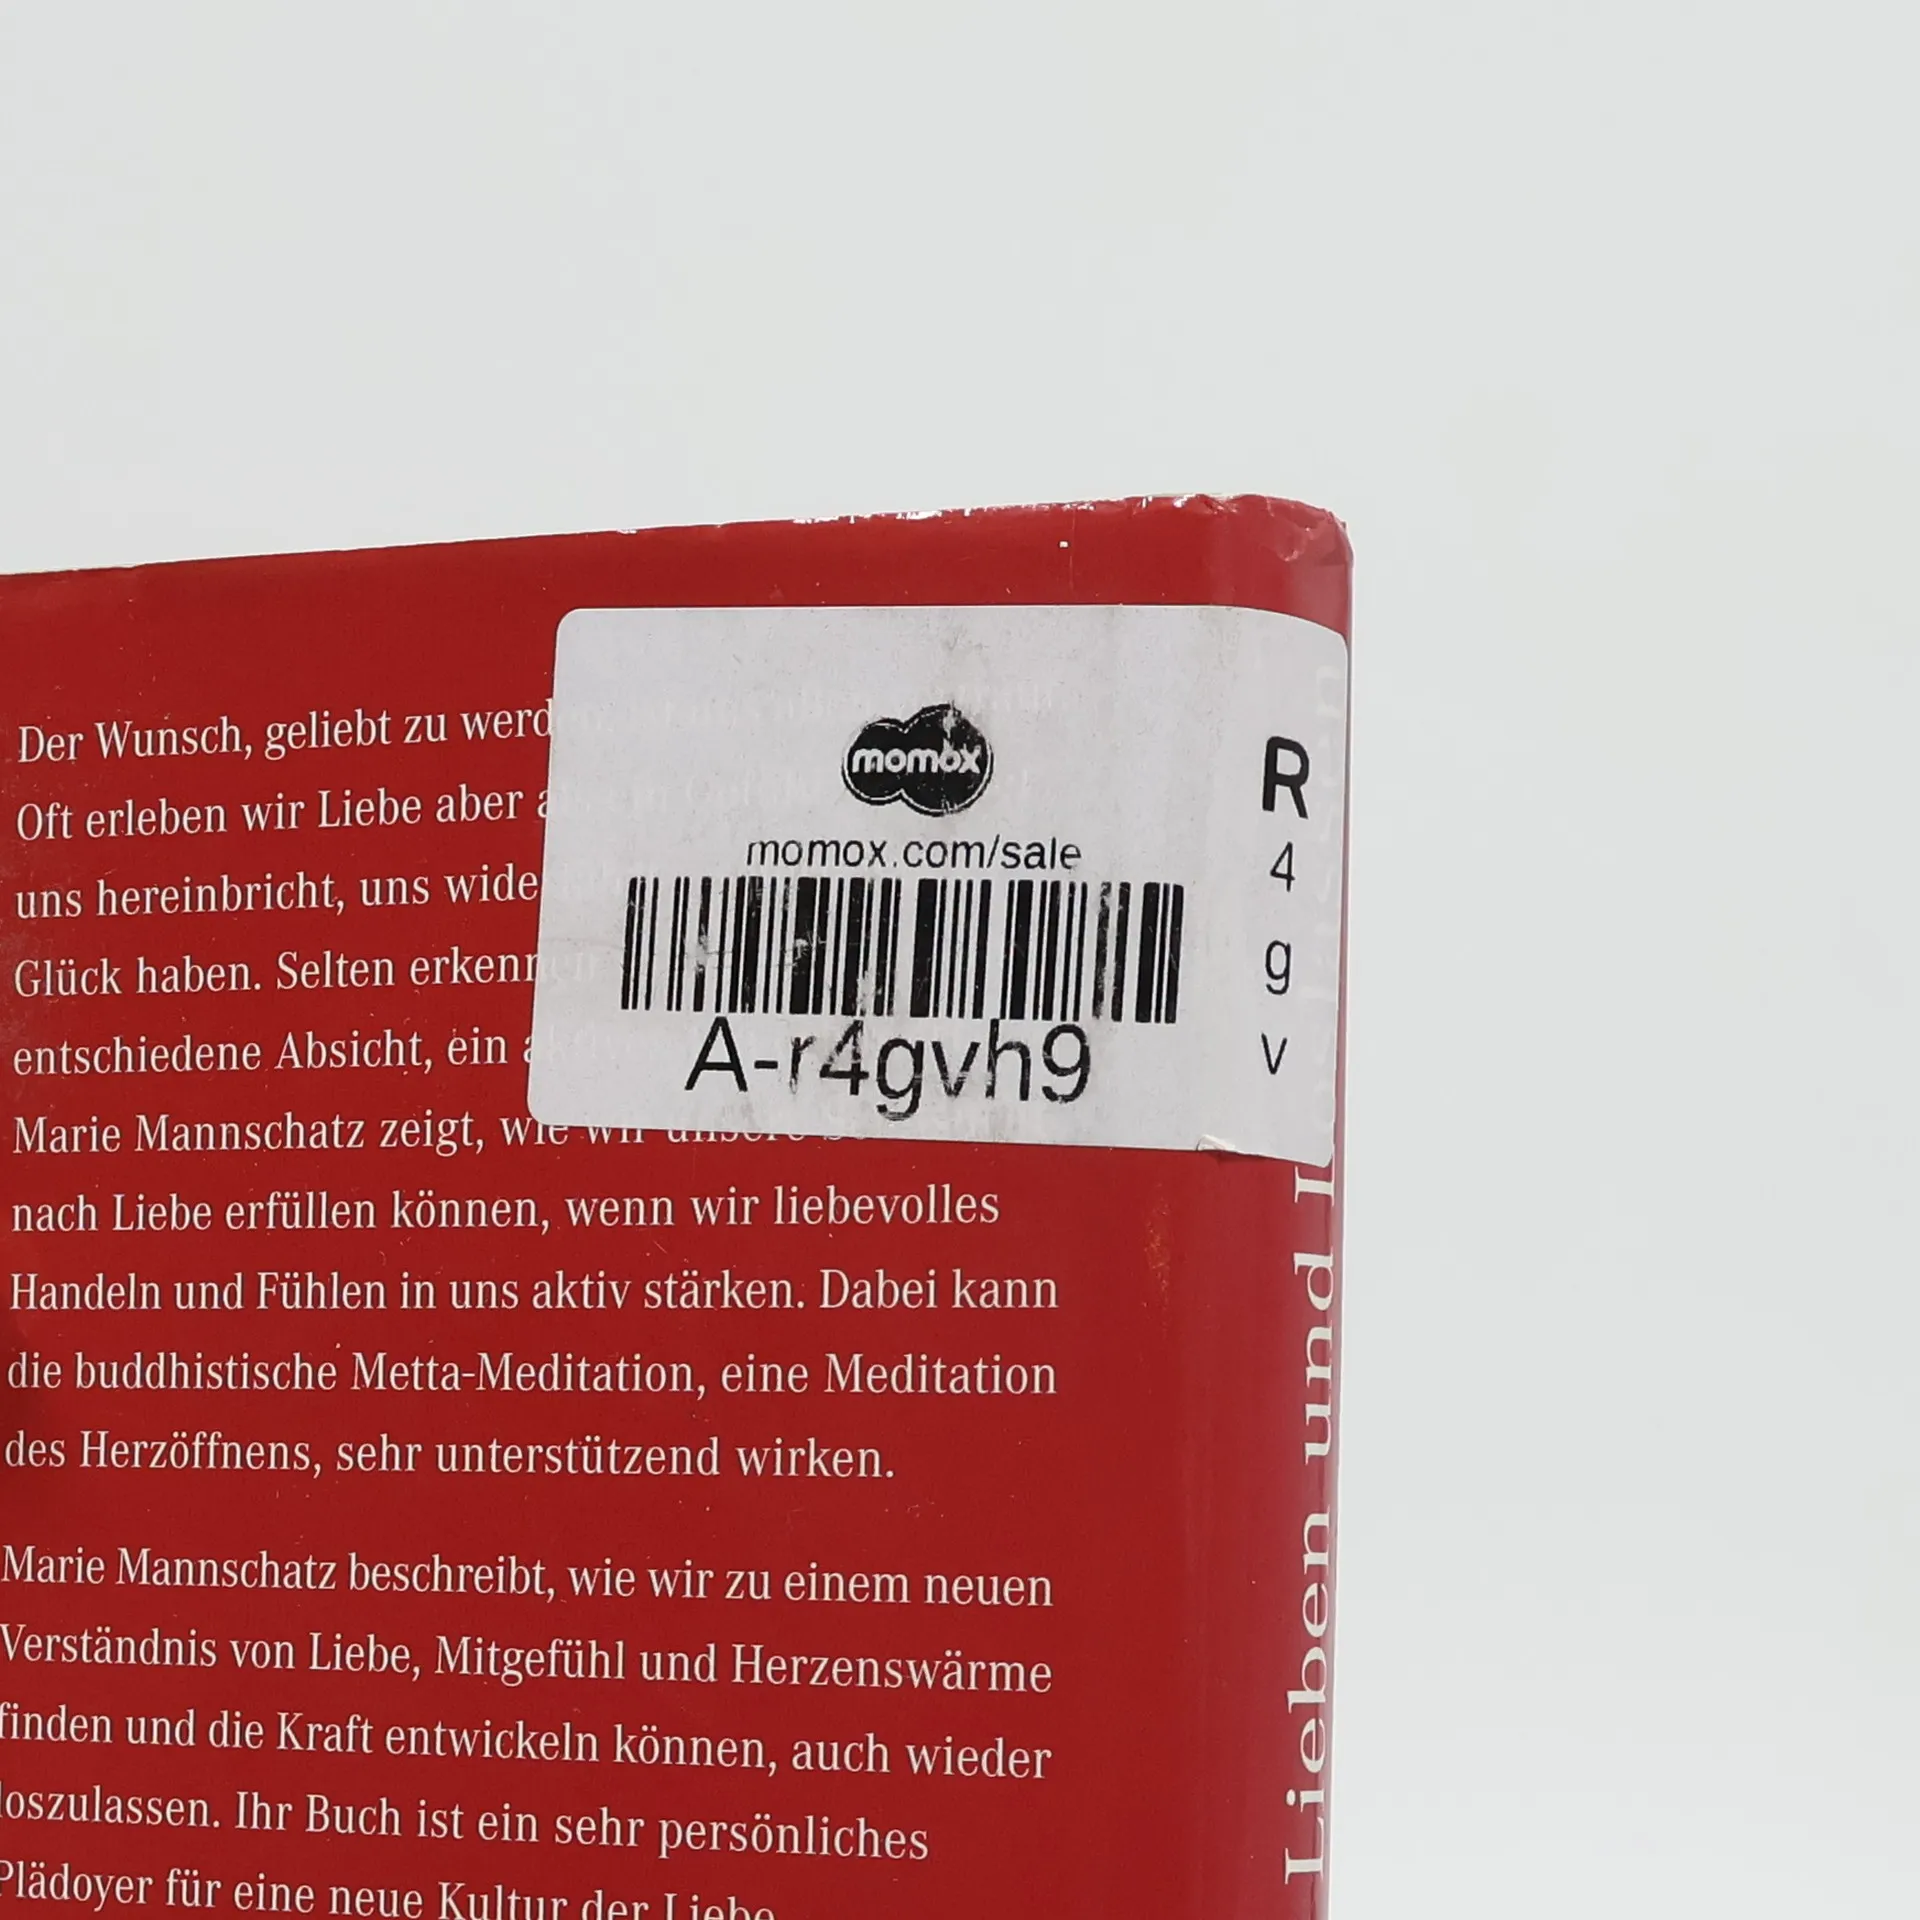 Der Wunsch, geliebt zu
Oft erleben wir Liebe aber
uns hereinbricht, uns
Glück haben. Selten
entschiedene Absicht, ein
Marie Mannschatz zeigt, wie wir unsere
nach Liebe erfüllen können, wenn wir liebevolles
Handeln und Fühlen in uns aktiv stärken. Dabei kann
die buddhistische Metta-Meditation, eine Meditation
des Herzöffnens, sehr unterstützend wirken.
Marie Mannschatz beschreibt, wie wir zu einem neuen
Verständnis von Liebe, Mitgefühl und Herzenswärme
finden und die Kraft entwickeln können, auch wieder
loszulassen. Ihr Buch ist ein sehr persönliches
Plädoyer für eine neue Kultur der Liebe
momox
momox.com/sale
A-r4gvh9
R
4
g
v
Lieben und